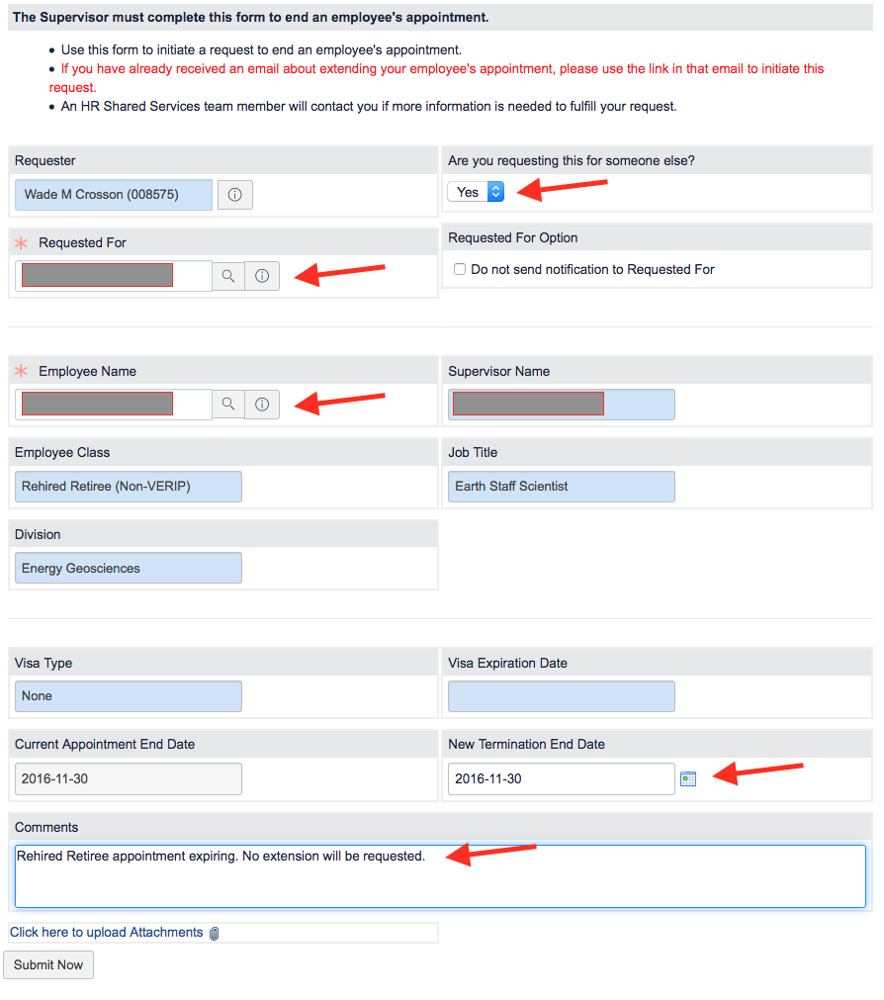 The Supervisor must complete this form to end an employee's appointment.
Use this form to initiate a request to end an employee's appointment.
If you have already received an email about extending your employee's appointment, please use the link in that email to initiate this
request.
An HR Shared Services team member will contact you if more information is needed to fulfill your request.
Requester
Are you requesting this for someone else?
Wade M Crosson (008575)
Yes
Requested For
Requested For Option
Do not send notification to Requested For
Employee Name
Supervisor Name
Employee Class
Job Title
Rehired Retiree (Non-VERIP)
Earth Staff Scientist
Division
Energy Geosciences
Visa Type
Visa Expiration Date
None
Current Appointment End Date
New Termination End Date
2016-11-30
2016-11-30
Comments
Rehired Retiree appointment expiring. No extension will be requested.
Click here to upload Attachments
Submit Now